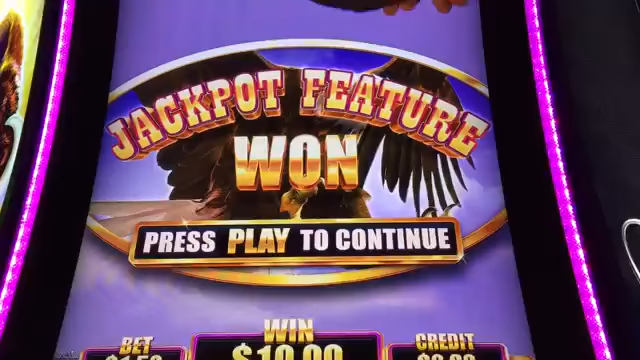 JACKPOT FEATURE
WON
PRESS PLAY TO CONTINUE
BET WIN CREDIT